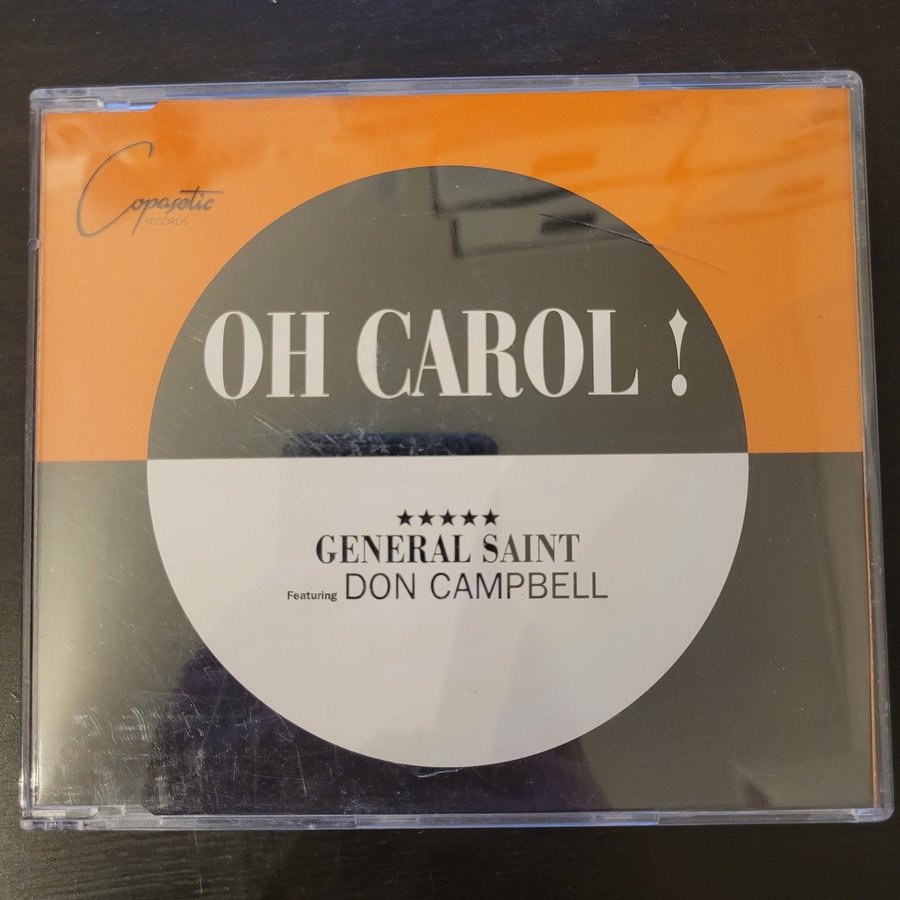 Copasetic
RECORDS
OH CAROL !
★★★★★
GENERAL SAINT
Featuring DON CAMPBELL